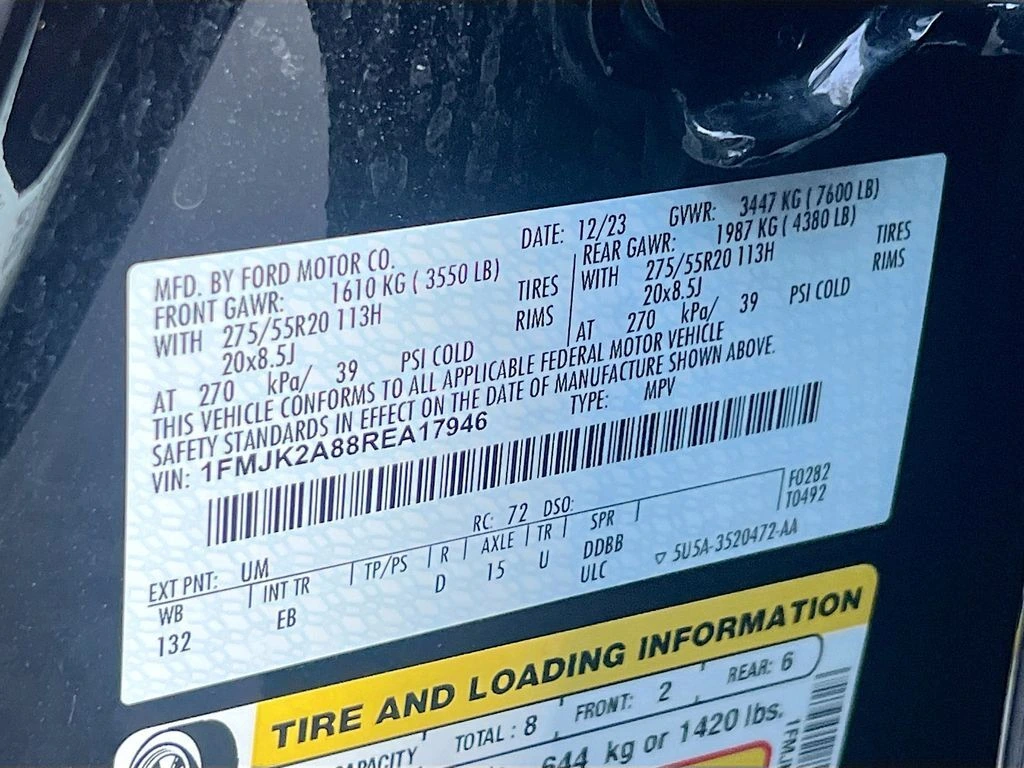 MFD. BY FORD MOTOR CO.
DATE: 12/23 GVWR: 3447 KG ( 7600 LB)
FRONT GAWR: 1610 KG ( 3550 LB)
REAR GAWR: 1987 KG ( 4380 LB)
WITH 275/55R20 113H TIRES
WITH 275/55R20 113H TIRES
20x8.5J RIMS
20x8.5J RIMS
AT 270 kPa/ 39 PSI COLD
AT 270 kPa/ 39 PSI COLD
THIS VEHICLE CONFORMS TO ALL APPLICABLE FEDERAL MOTOR VEHICLE
SAFETY STANDARDS IN EFFECT ON THE DATE OF MANUFACTURE SHOWN ABOVE.
VIN: 1FMJK2A88REA17946 TYPE: MPV
F0282
T0492
EXT PNT: UM RC: 72 DSO:
WB INT TR TP/PS R AXLE TR SPR
132 EB D 15 U DDBB
ULC
5U5A-3520472-AA
TIRE AND LOADING INFORMATION
TOTAL : 8 FRONT: 2 REAR: 6
644 kg or 1420 lbs.